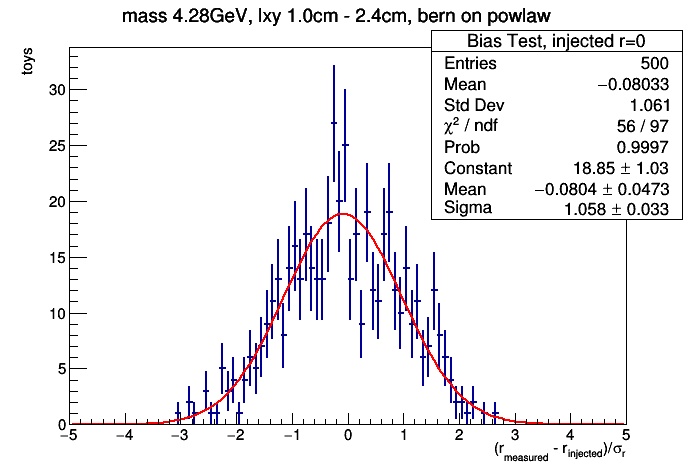 mass 4.28GeV, lxy 1.0cm - 2.4cm, bern on powlaw
toys
Bias Test, injected r=0
Entries 500
Mean −0.08033
Std Dev 1.061
χ² / ndf 56 / 97
Prob 0.9997
Constant 18.85 ± 1.03
Mean −0.0804 ± 0.0473
Sigma 1.058 ± 0.033
30
25
20
15
10
5
0
−5 −4 −3 −2 −1 0 1 2 3 4 5
(r_measured - r_injected)/σ_r